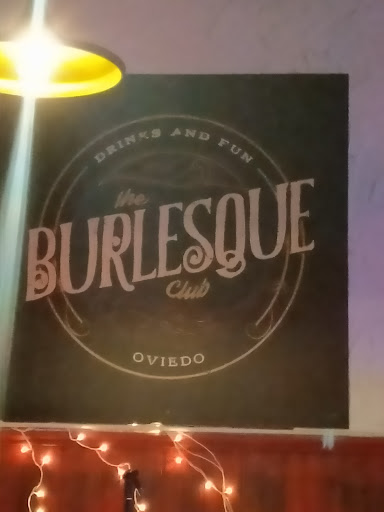 DRINKS AND FUN
the
BURLESQUE
Club
OVIEDO